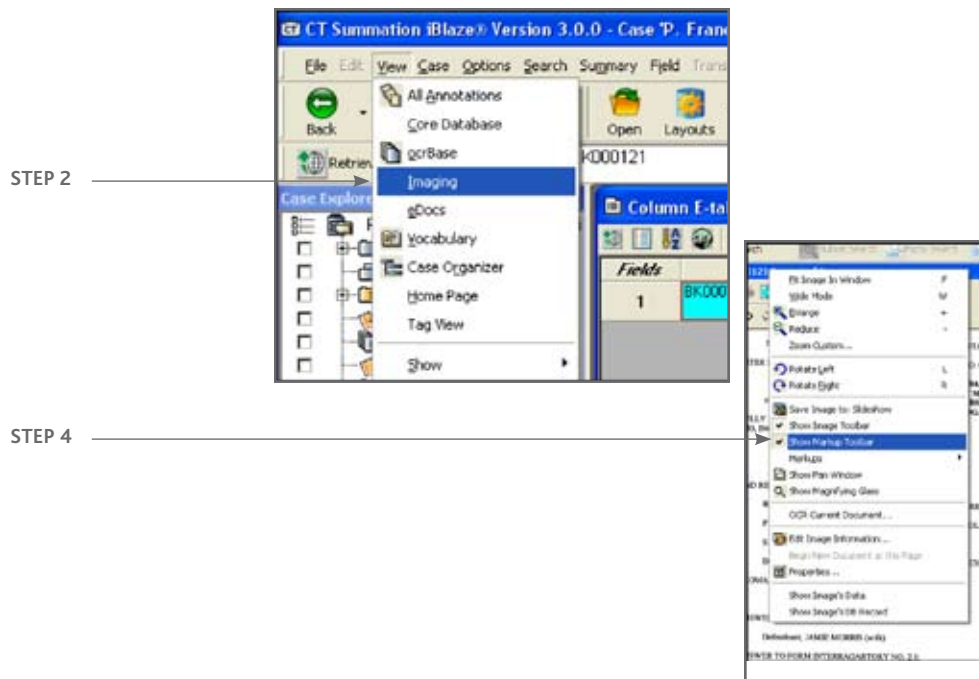 CT Summation iBlaze® Version 3.0.0 - Case 'P. Franc
File Edit View Case Options Search Summary Field Trans
All Annotations
Back
Core Database
Open Layouts
ocrBase
Retriev
K000121
STEP 2
Imaging
Case Explore
eDocs
Column E-ta
Vocabulary
Case Organizer
Fields
Home Page
1 BK000
Tag View
Show
Fit Image In Window F
Wide Mode W
Enlarge +
Reduce -
Zoom Custom...
Rotate Left L
Rotate Right R
Save Image to: Slideshow
Show Image Toolbar
STEP 4
Show Markup Toolbar
Markups
Show Pan Window
Show Magnifying Glass
OCR Current Document...
Edit Image Information...
Begin New Document at this Page
Properties...
Show Image's Data
Show Image's DB Record
Defendant, JAMIE MORRIS (only)
SWER TO FORM INTERRAGARTORY NO. 2.6